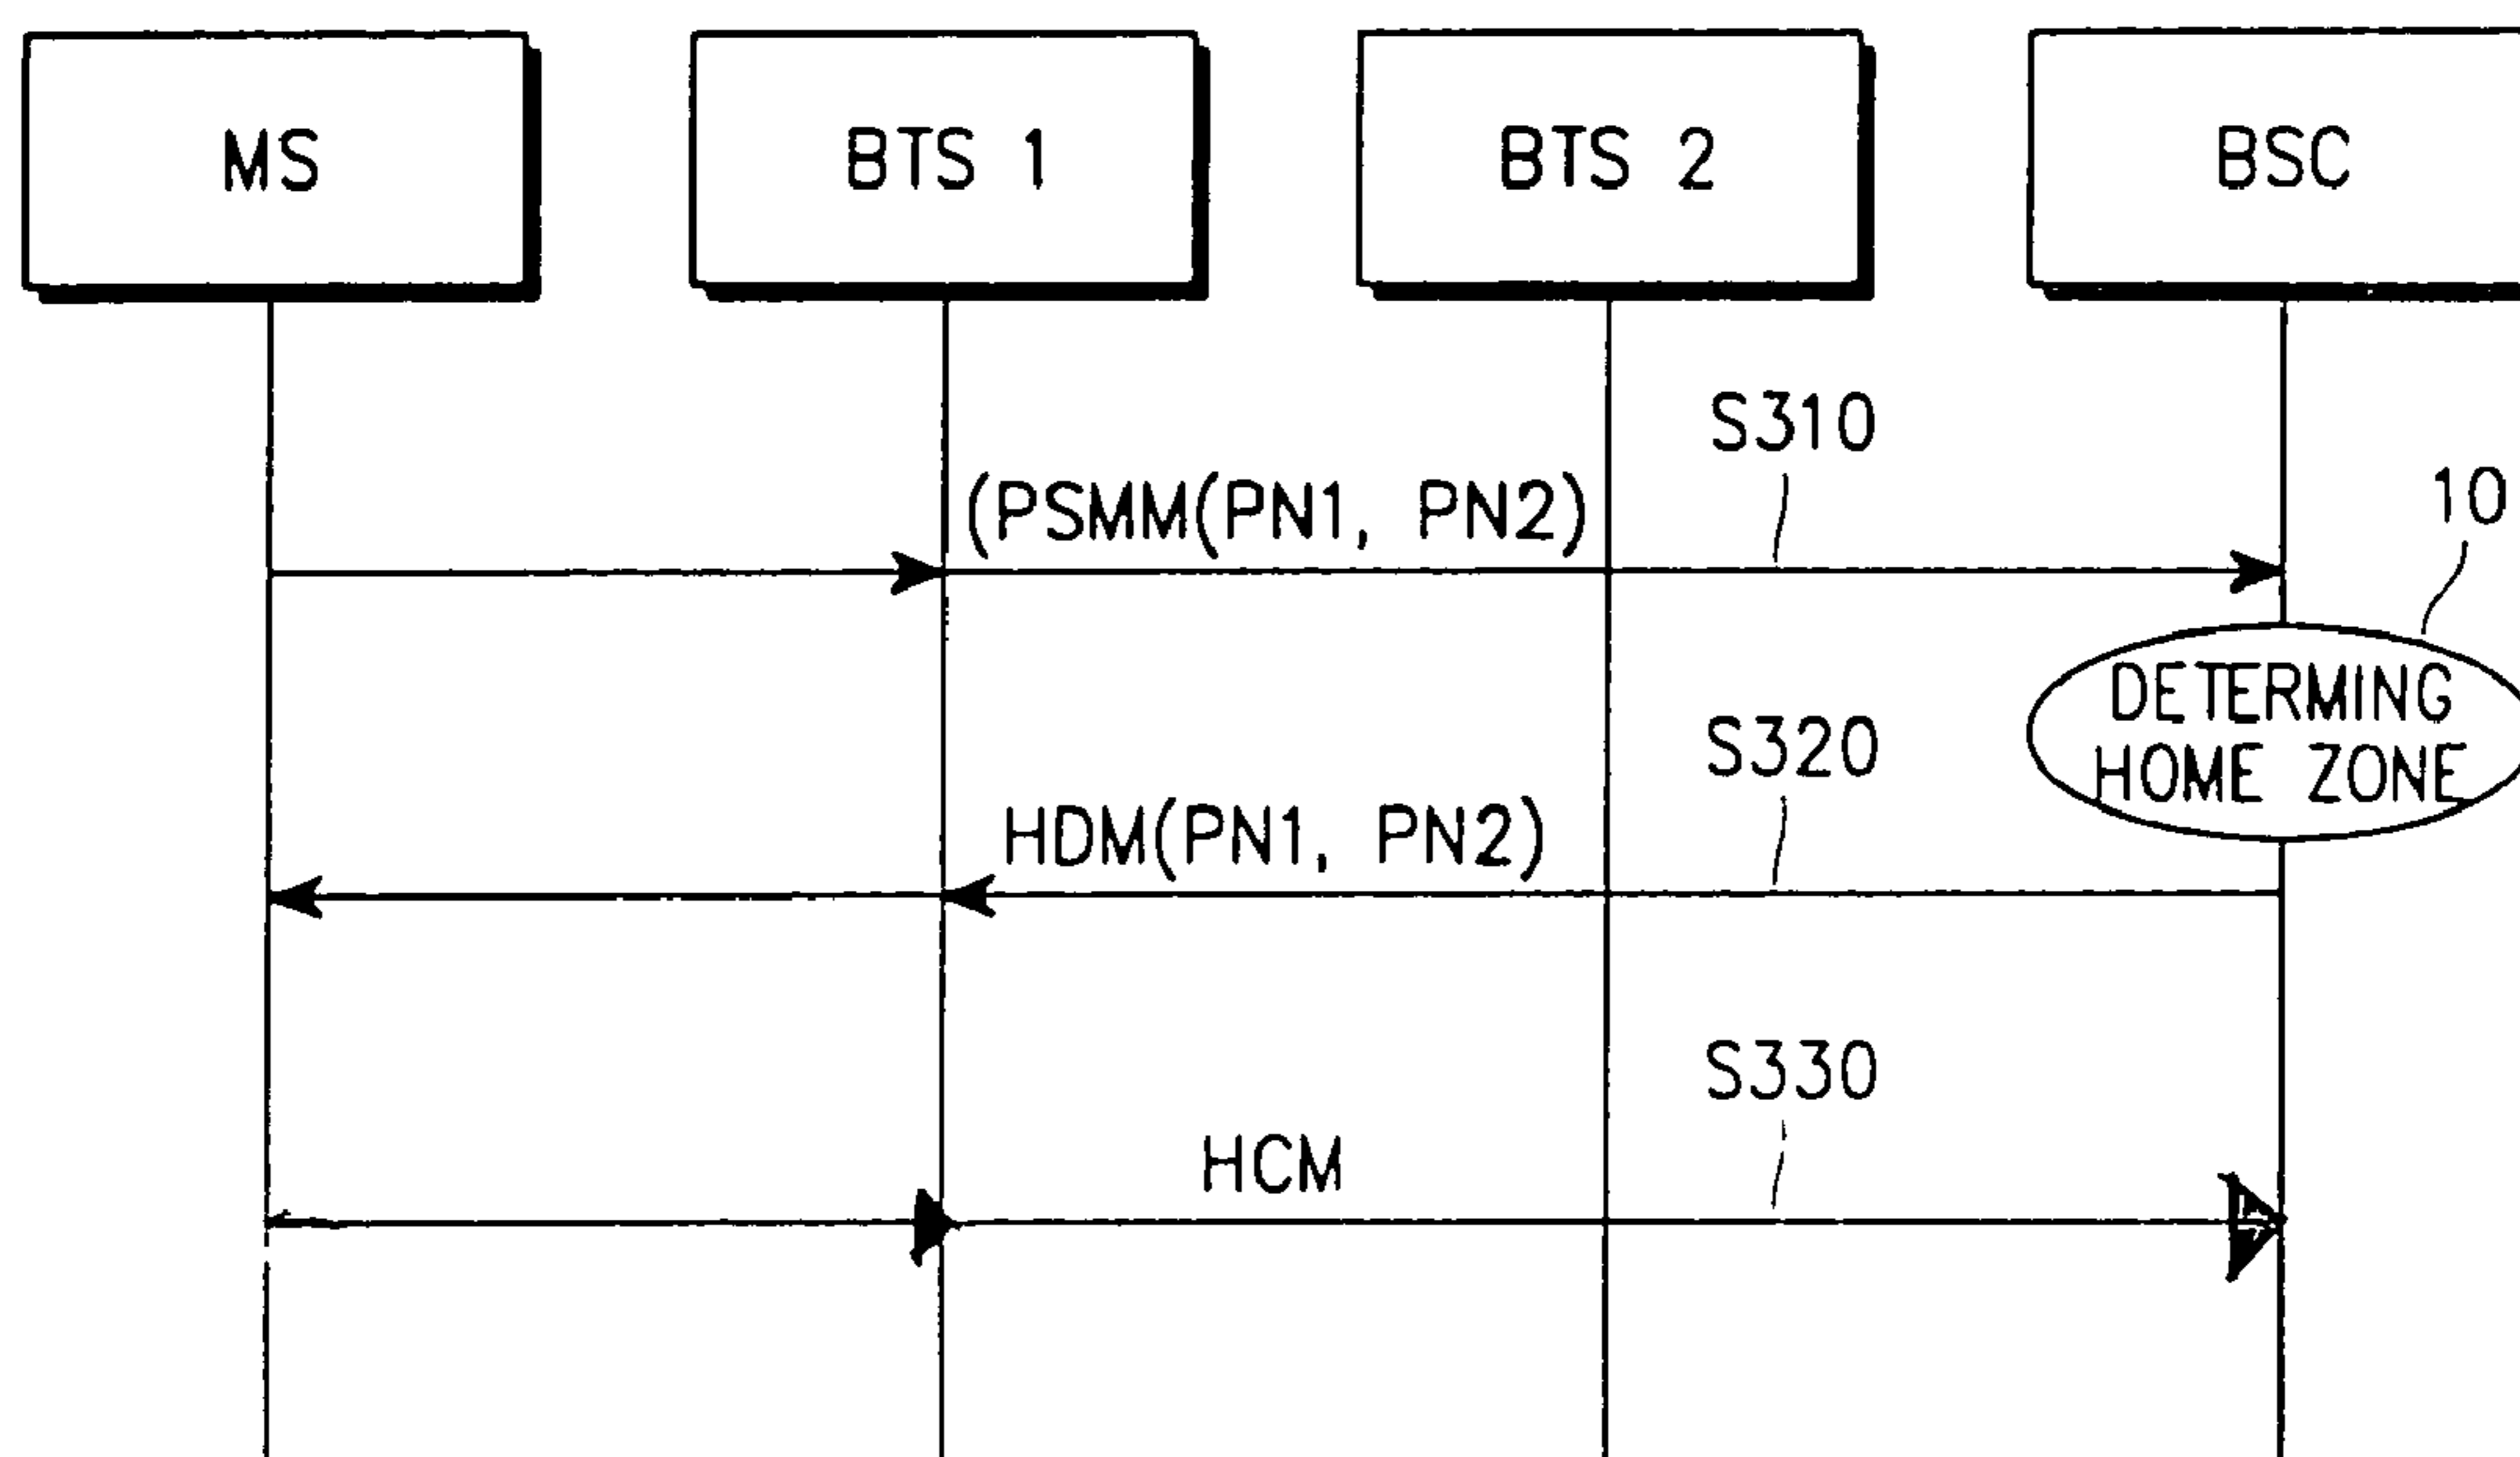 MS
BTS 1
BTS 2
BSC
S310
(PSMM(PN1, PN2)
10
DETERMING
HOME ZONE
S320
HDM(PN1, PN2)
S330
HCM